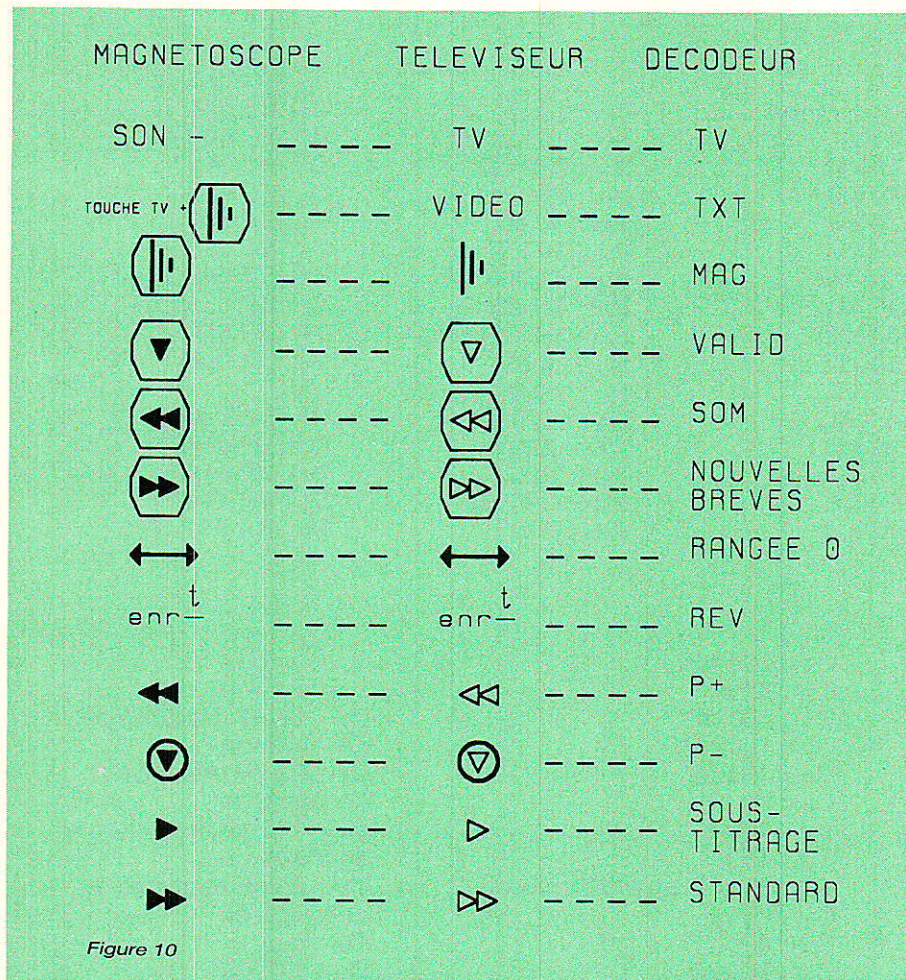 MAGNETOSCOPE TELEVISEUR DECODEUR
SON - ---- TV ---- TV
TOUCHE TV + ---- VIDEO ---- TXT
---- ---- MAG
---- ---- VALID
---- ---- SOM
---- ---- NOUVELLES
BREVES
---- ---- RANGEE 0
enr t ---- enr t ---- REV
---- ---- P+
---- ---- P-
---- ---- SOUS-
TITRAGE
---- ---- STANDARD
Figure 10